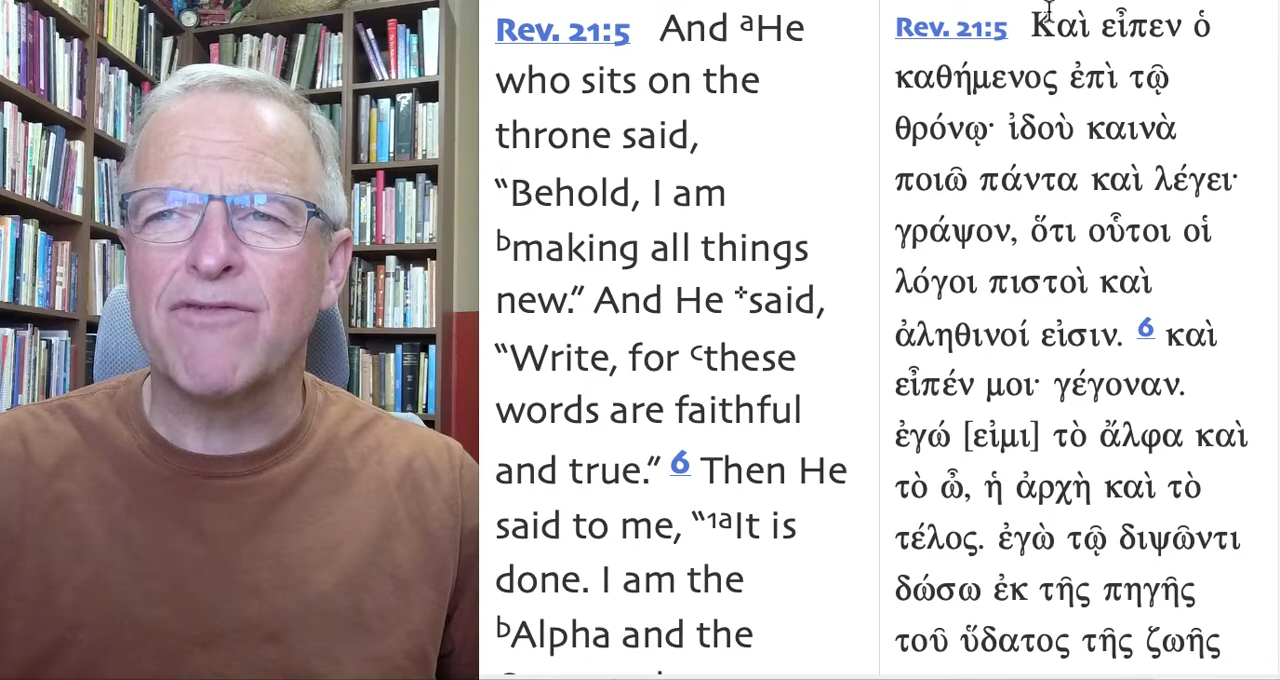 Rev. 21:5 And ᵃHe
who sits on the
throne said,
“Behold, I am
ᵇmaking all things
new.” And He *said,
“Write, for ᶜthese
words are faithful
and true.” 6 Then He
said to me, “¹ᵃIt is
done. I am the
ᵇAlpha and the
Rev. 21:5 Καὶ εἶπεν ὁ
καθήμενος ἐπὶ τῷ
θρόνῳ· ἰδοὺ καινὰ
ποιῶ πάντα καὶ λέγει·
γράψον, ὅτι οὗτοι οἱ
λόγοι πιστοὶ καὶ
ἀληθινοί εἰσιν. 6 καὶ
εἶπέν μοι· γέγοναν.
ἐγώ [εἰμι] τὸ ἄλφα καὶ
τὸ ὦ, ἡ ἀρχὴ καὶ τὸ
τέλος. ἐγὼ τῷ διψῶντι
δώσω ἐκ τῆς πηγῆς
τοῦ ὕδατος τῆς ζωῆς